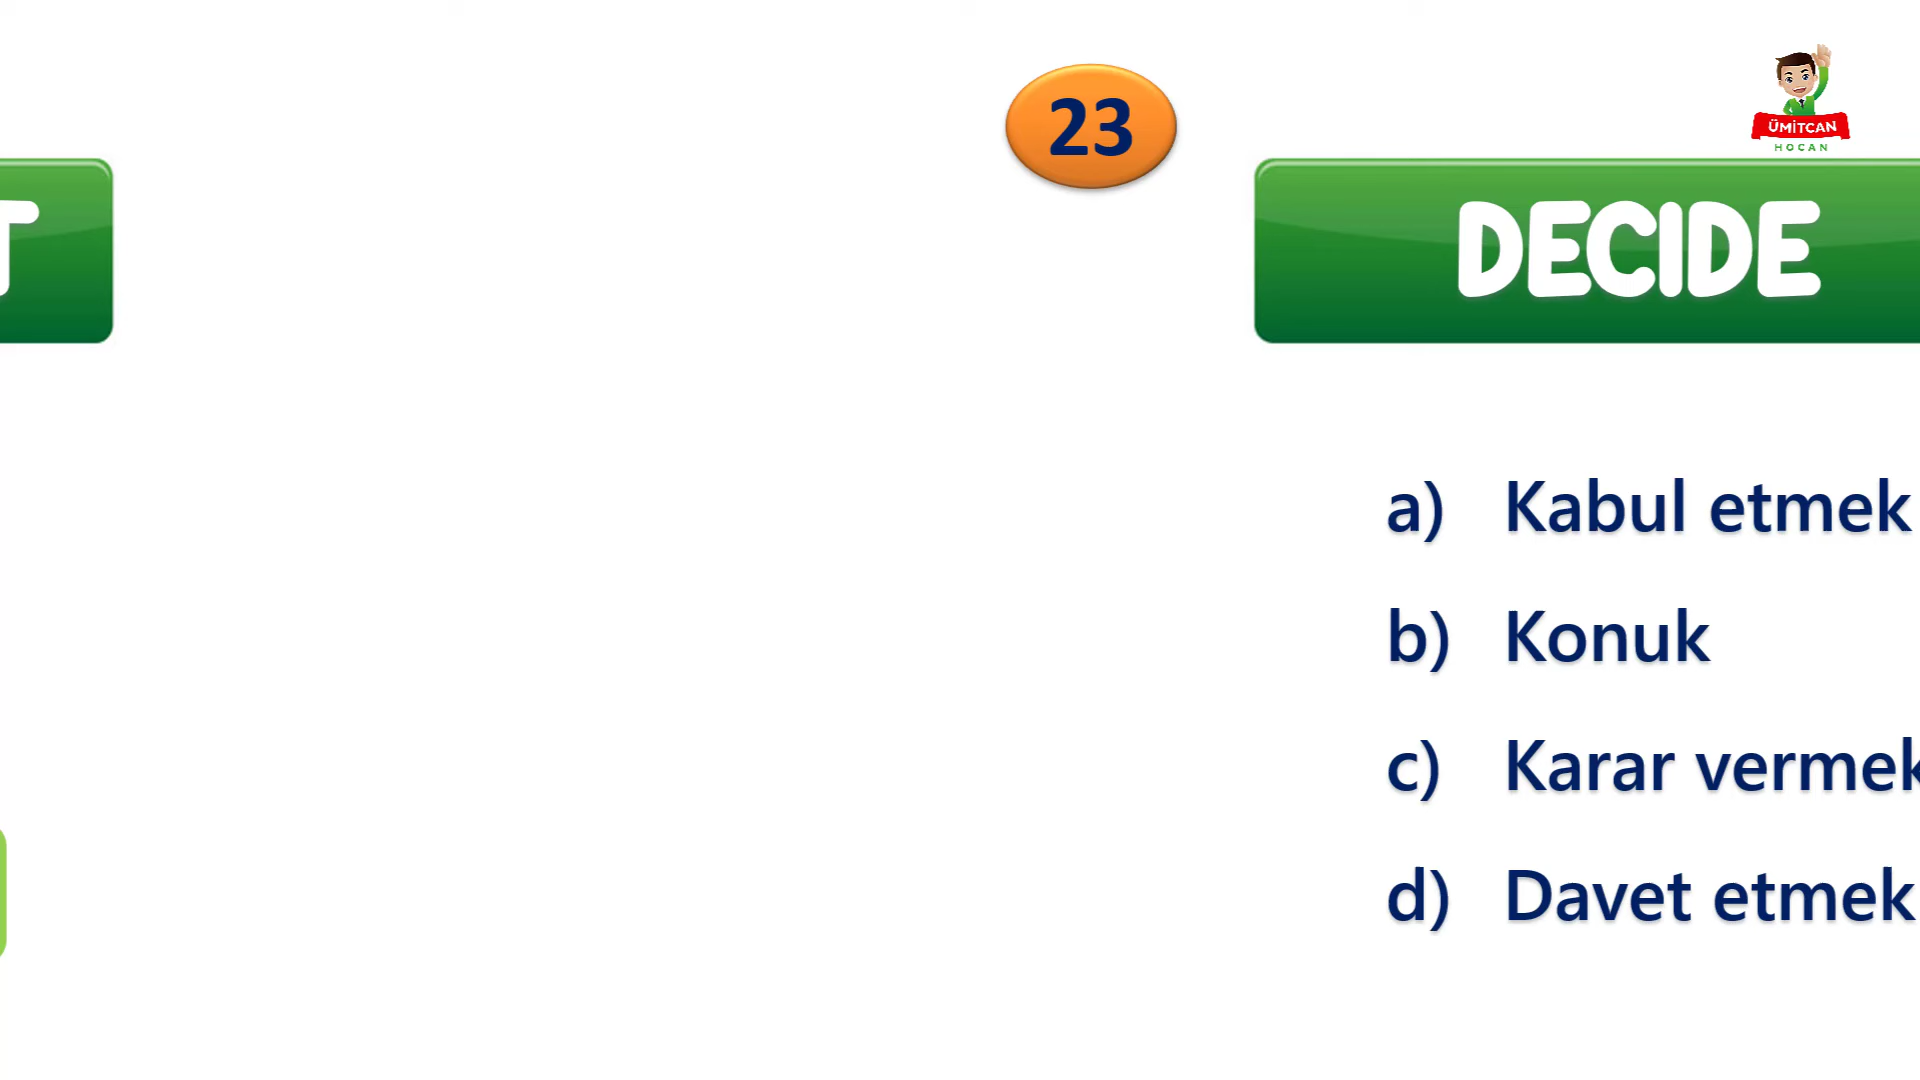 23
ÜMİTCAN
HOCAN
T
DECIDE
a) Kabul etmek
b) Konuk
c) Karar vermek
d) Davet etmek